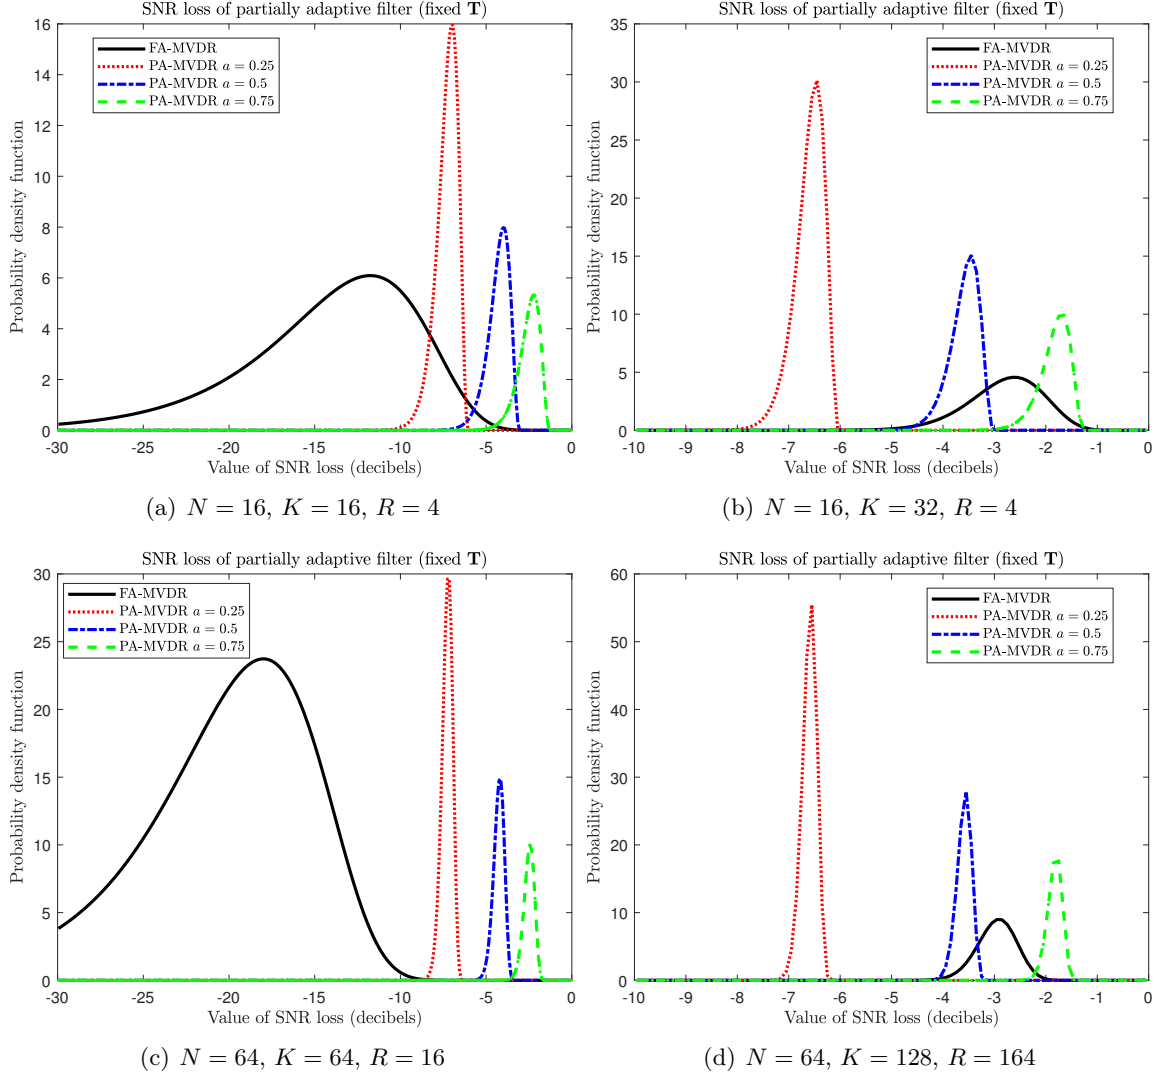 SNR loss of partially adaptive filter (fixed T)
16
14
12
10
8
6
4
2
0
Probability density function
FA-MVDR
PA-MVDR a = 0.25
PA-MVDR a = 0.5
PA-MVDR a = 0.75
-30 -25 -20 -15 -10 -5 0
Value of SNR loss (decibels)
(a) N = 16, K = 16, R = 4
SNR loss of partially adaptive filter (fixed T)
35
30
25
20
15
10
5
0
Probability density function
FA-MVDR
PA-MVDR a = 0.25
PA-MVDR a = 0.5
PA-MVDR a = 0.75
-10 -9 -8 -7 -6 -5 -4 -3 -2 -1 0
Value of SNR loss (decibels)
(b) N = 16, K = 32, R = 4
SNR loss of partially adaptive filter (fixed T)
30
25
20
15
10
5
0
Probability density function
FA-MVDR
PA-MVDR a = 0.25
PA-MVDR a = 0.5
PA-MVDR a = 0.75
-30 -25 -20 -15 -10 -5 0
Value of SNR loss (decibels)
(c) N = 64, K = 64, R = 16
SNR loss of partially adaptive filter (fixed T)
60
50
40
30
20
10
0
Probability density function
FA-MVDR
PA-MVDR a = 0.25
PA-MVDR a = 0.5
PA-MVDR a = 0.75
-10 -9 -8 -7 -6 -5 -4 -3 -2 -1 0
Value of SNR loss (decibels)
(d) N = 64, K = 128, R = 164